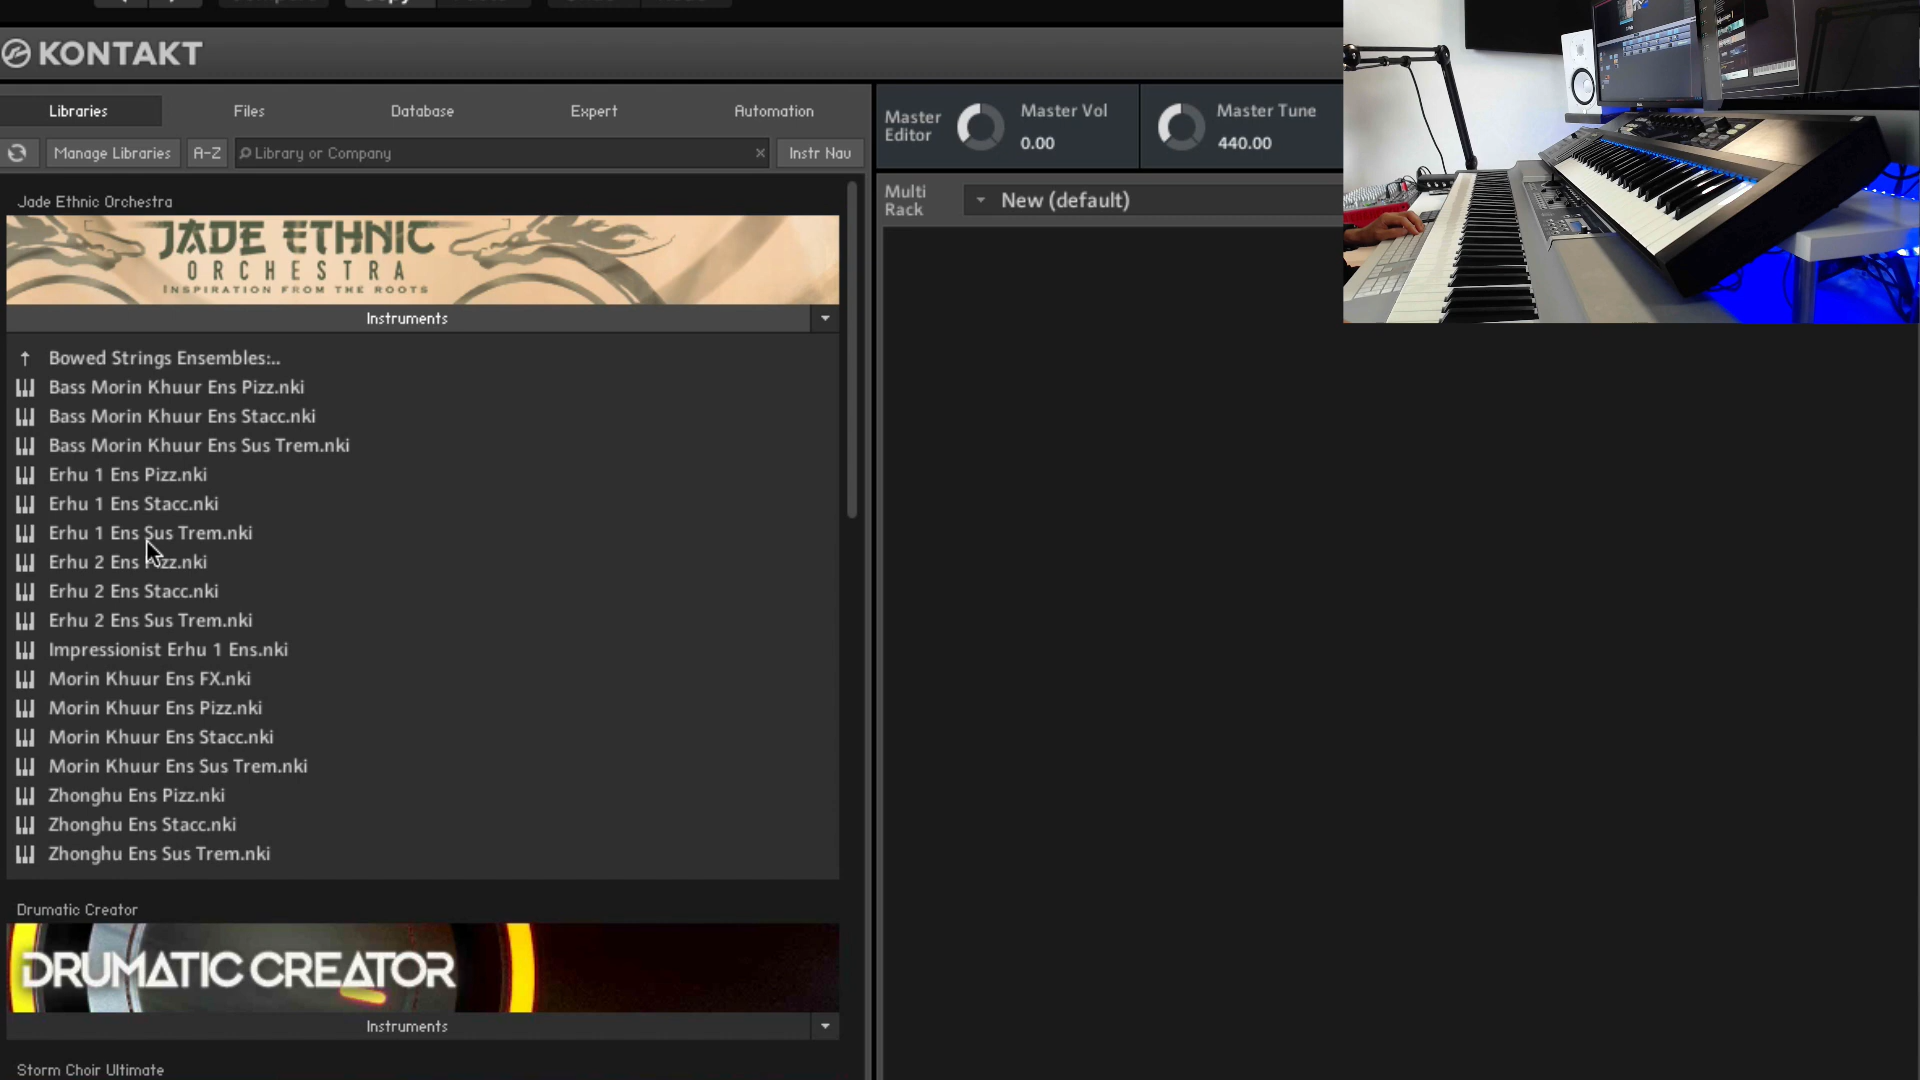 KONTAKT
Libraries
Files
Database
Expert
Automation
Manage Libraries
A-Z
Library or Company
Instr Nav
Master Editor
Master Vol
0.00
Master Tune
440.00
Multi Rack
New (default)
Jade Ethnic Orchestra
JADE ETHNIC
ORCHESTRA
INSPIRATION FROM THE ROOTS
Instruments
Bowed Strings Ensembles:..
Bass Morin Khuur Ens Pizz.nki
Bass Morin Khuur Ens Stacc.nki
Bass Morin Khuur Ens Sus Trem.nki
Erhu 1 Ens Pizz.nki
Erhu 1 Ens Stacc.nki
Erhu 1 Ens Sus Trem.nki
Erhu 2 Ens Pizz.nki
Erhu 2 Ens Stacc.nki
Erhu 2 Ens Sus Trem.nki
Impressionist Erhu 1 Ens.nki
Morin Khuur Ens FX.nki
Morin Khuur Ens Pizz.nki
Morin Khuur Ens Stacc.nki
Morin Khuur Ens Sus Trem.nki
Zhonghu Ens Pizz.nki
Zhonghu Ens Stacc.nki
Zhonghu Ens Sus Trem.nki
Drumatic Creator
DRUMATIC CREATOR
Instruments
Storm Choir Ultimate